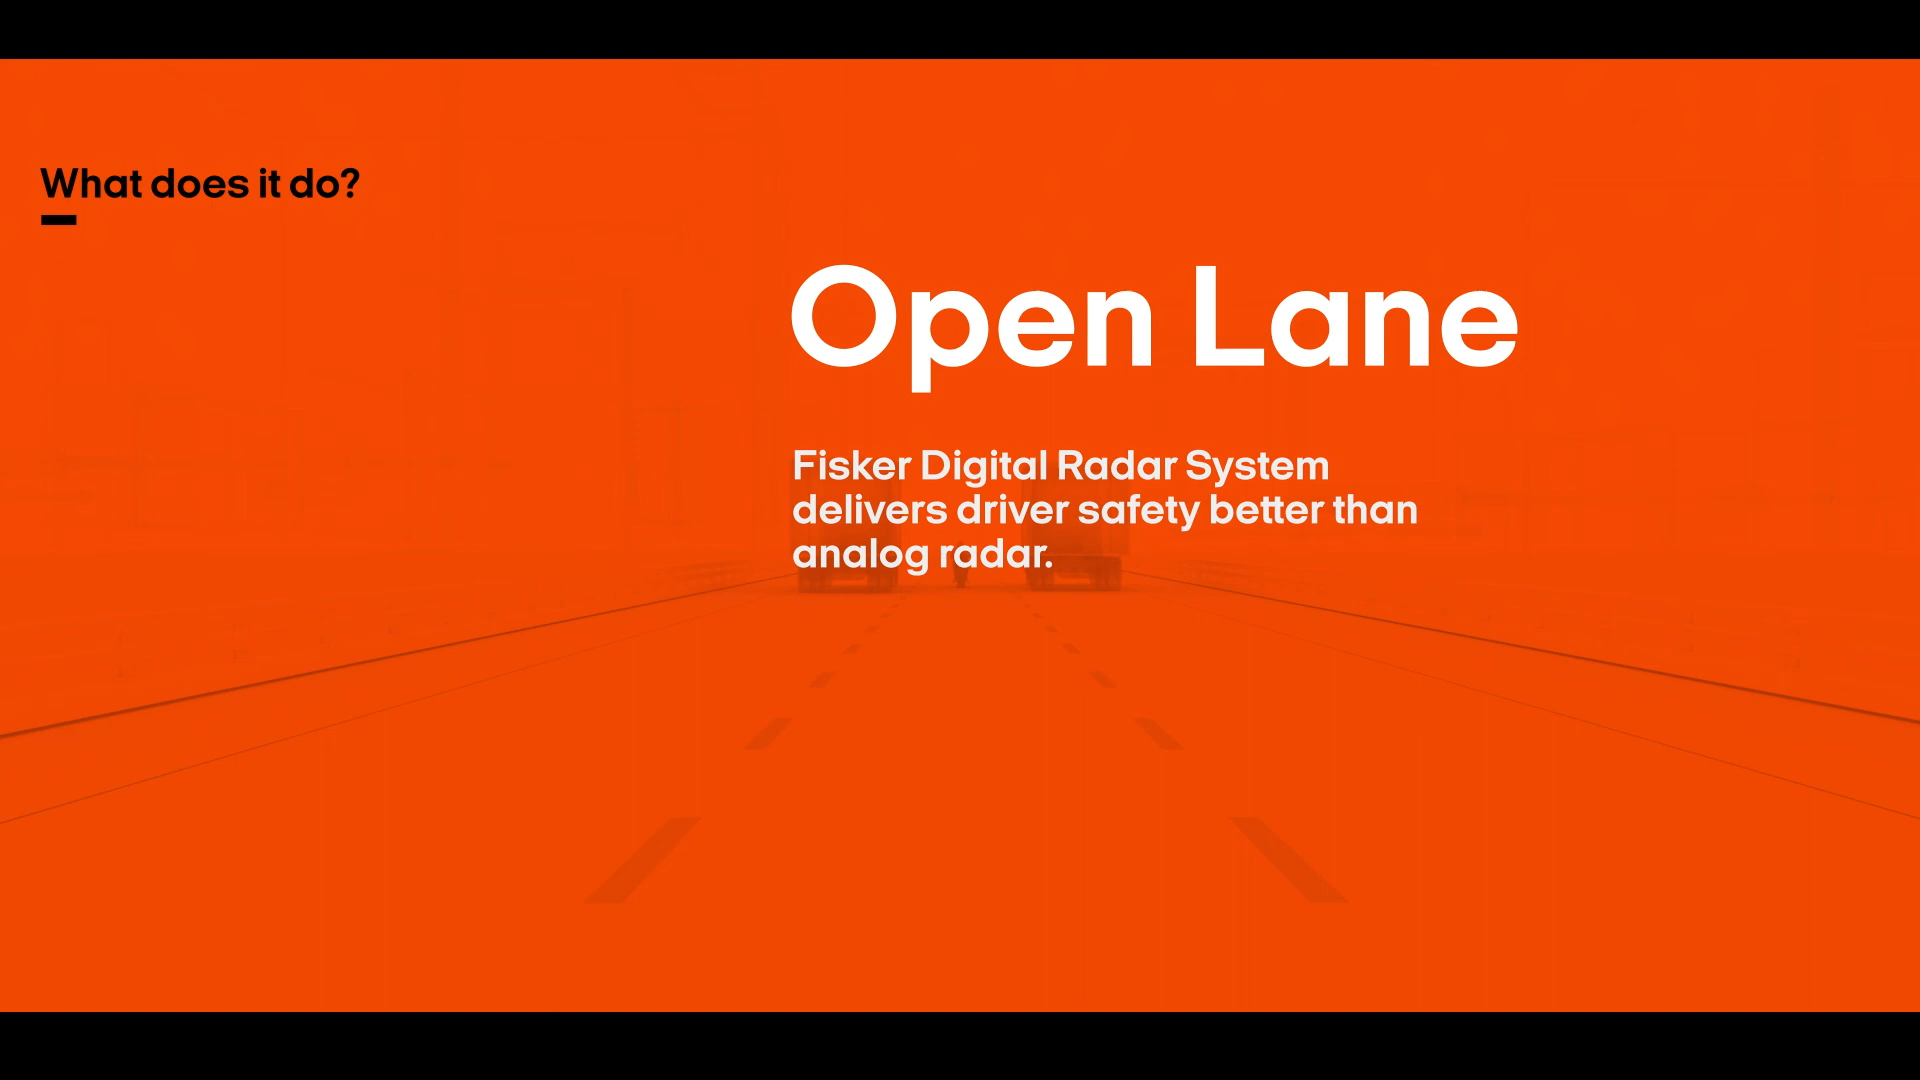 What does it do?
Open Lane
Fisker Digital Radar System
delivers driver safety better than
analog radar.